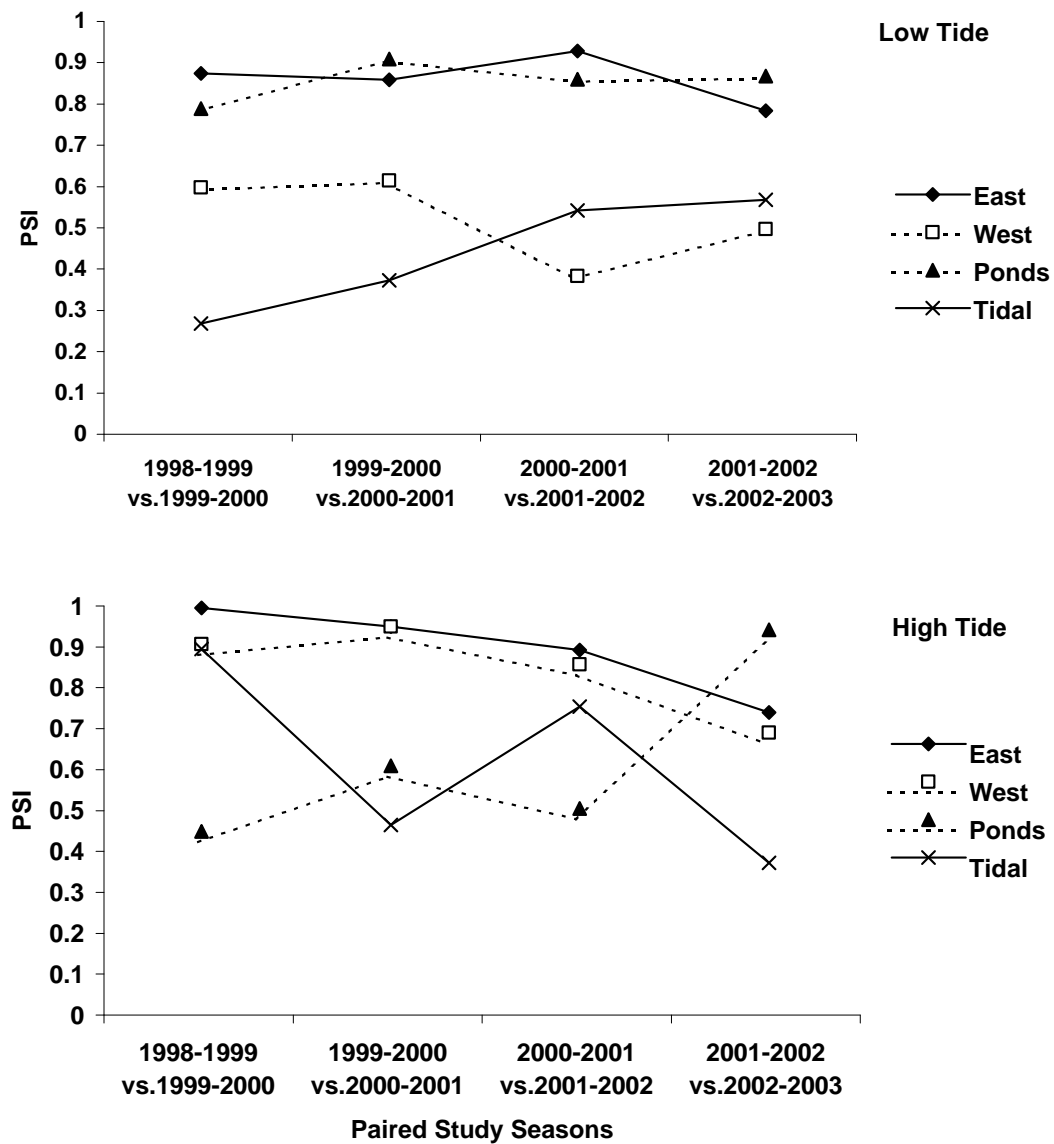 Low Tide
1
0.9
0.8
0.7
0.6
0.5
0.4
0.3
0.2
0.1
0
PSI
East
West
Ponds
Tidal
1998-1999
vs.1999-2000
1999-2000
vs.2000-2001
2000-2001
vs.2001-2002
2001-2002
vs.2002-2003
High Tide
1
0.9
0.8
0.7
0.6
0.5
0.4
0.3
0.2
0.1
0
PSI
East
West
Ponds
Tidal
1998-1999
vs.1999-2000
1999-2000
vs.2000-2001
2000-2001
vs.2001-2002
2001-2002
vs.2002-2003
Paired Study Seasons